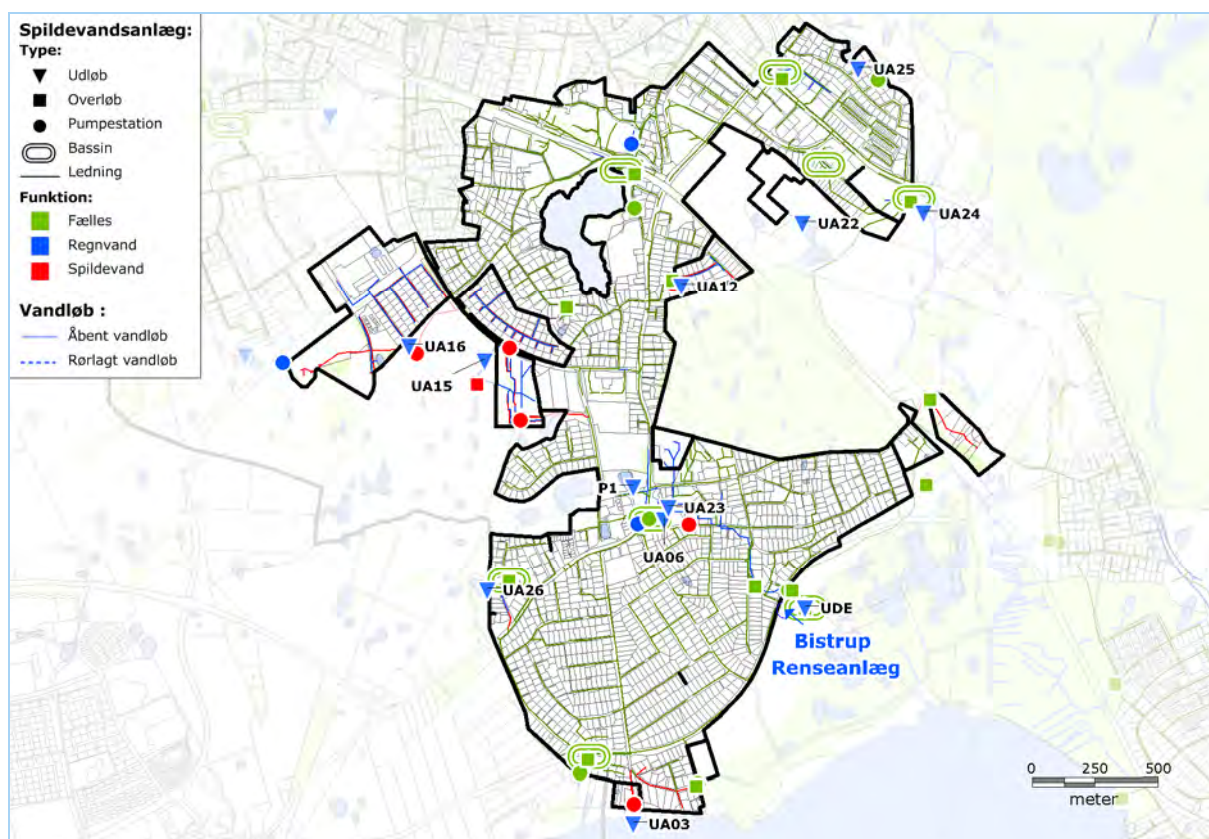 Spildevandsanlæg:
Type:
Udløb
Overløb
Pumpestation
Bassin
Ledning
Funktion:
Fælles
Regnvand
Spildevand
Vandløb :
Åbent vandløb
Rørlagt vandløb
UA25
UA22
UA24
UA12
UA16
UA15
P1
UA23
UA06
UA26
UDE
Bistrup
Renseanlæg
UA03
0 250 500
meter